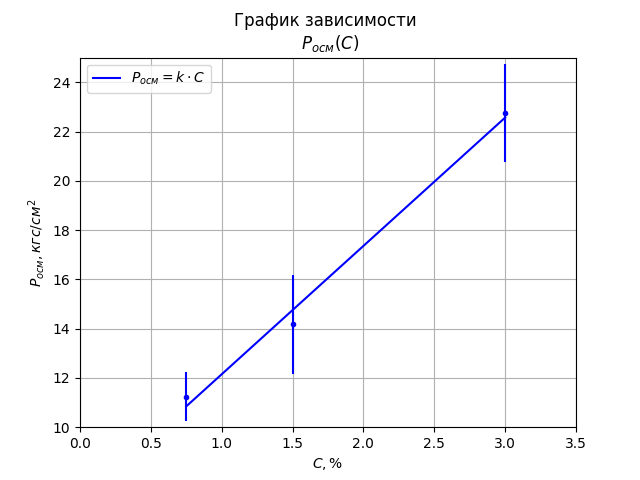 График зависимости
P_осм(C)
P_осм = k · C
24
22
20
18
16
14
12
10
P_осм, кгс/см²
0.0 0.5 1.0 1.5 2.0 2.5 3.0 3.5
C, %